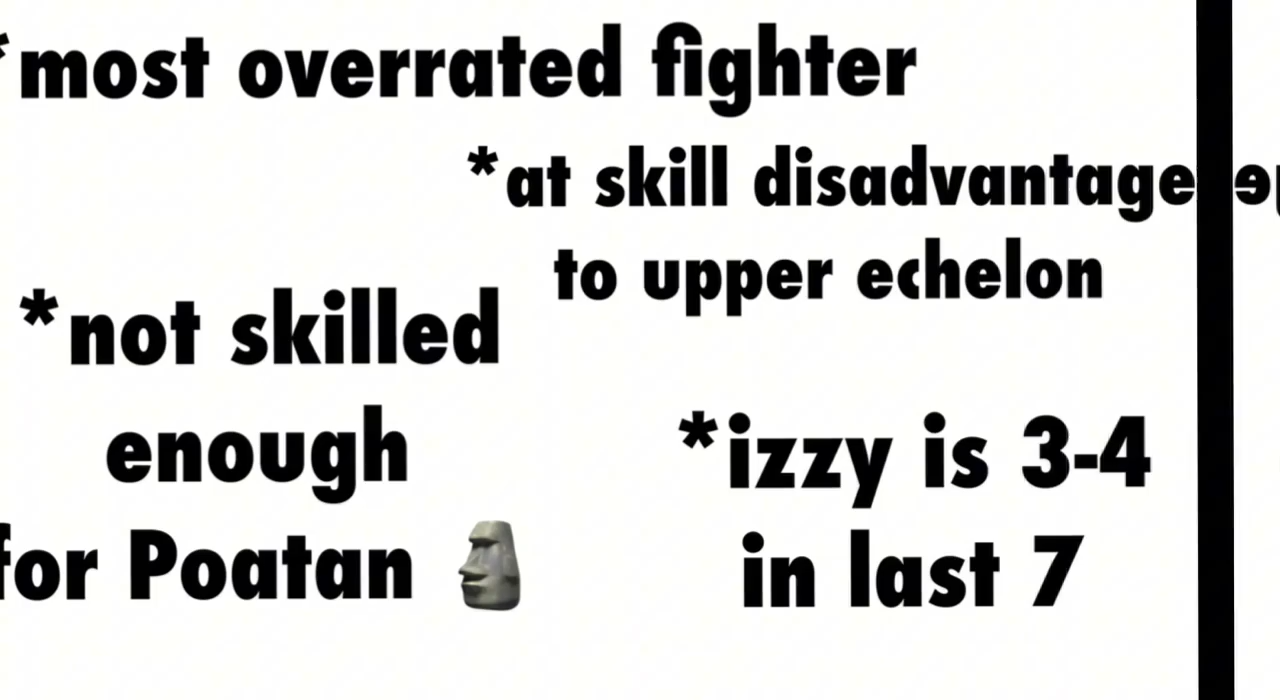 *most overrated fighter
*at skill disadvantage
to upper echelon
*not skilled
enough
for Poatan 🗿
*izzy is 3-4
in last 7